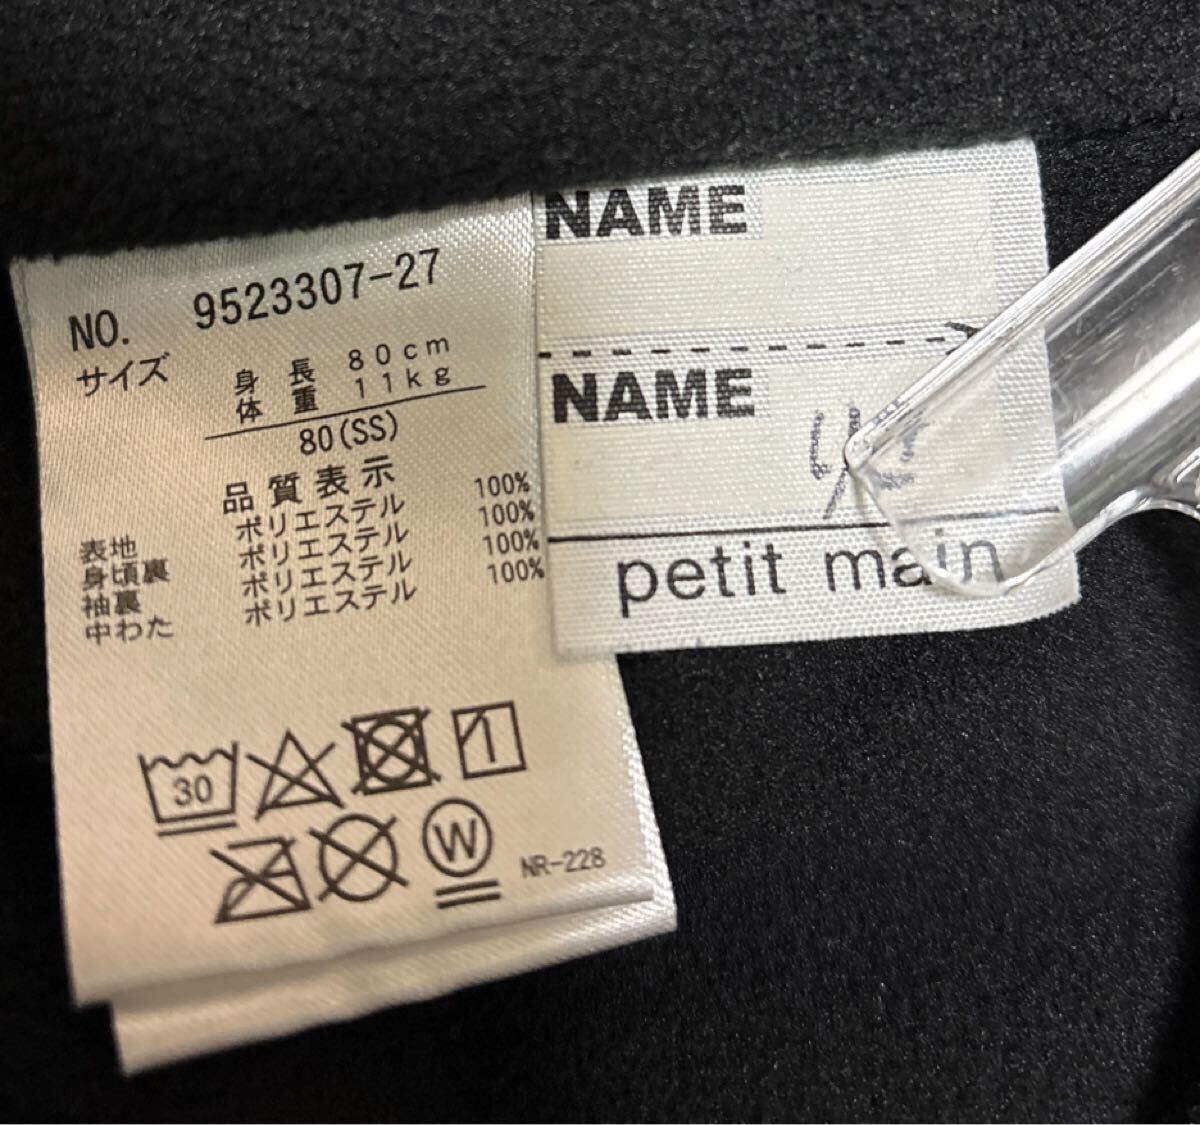 NO. 9523307-27
サイズ
身長 80cm
体重 11kg
80(SS)
品質表示
表地 ポリエステル 100%
身頃裏 ポリエステル 100%
袖裏 ポリエステル 100%
中わた ポリエステル 100%
30
W
NR-228
NAME
NAME
petit main